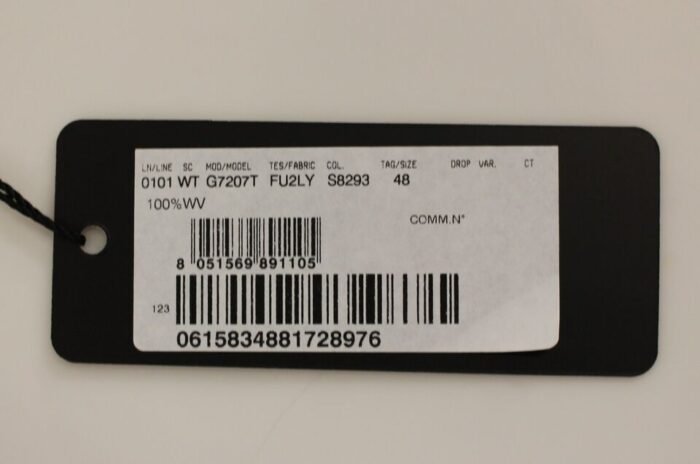 LN/LINE SC MOD/MODEL TES/FABRIC COL. TAG/SIZE DROP VAR. CT
0101 WT G7207T FU2LY S8293 48
100%WV
COMM.N°
8 051569 891105
123
0615834881728976